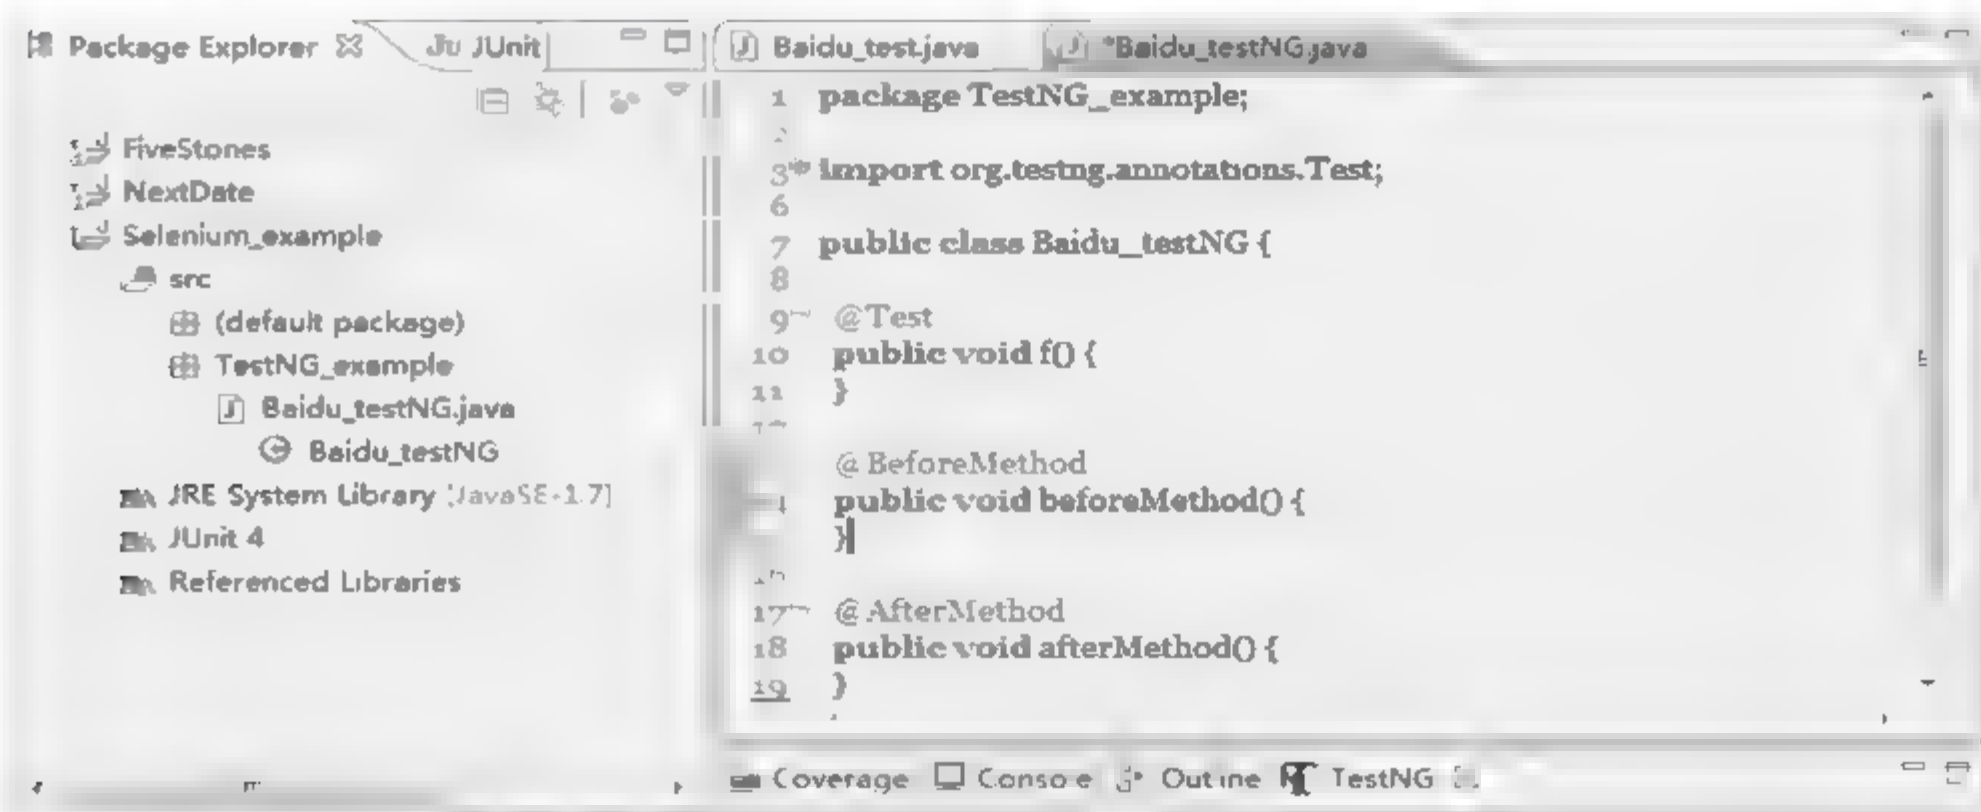 Package Explorer
Ju JUnit
FiveStones
NextDate
Selenium_example
src
(default package)
TestNG_example
Baidu_testNG.java
Baidu_testNG
JRE System Library [JavaSE-1.7]
JUnit 4
Referenced Libraries
Baidu_test.java
*Baidu_testNG.java
1 package TestNG_example;
3 import org.testng.annotations.Test;
6
7 public class Baidu_testNG {
8
9 @Test
10 public void f() {
11 }
@BeforeMethod
public void beforeMethod() {
}
17 @AfterMethod
18 public void afterMethod() {
19 }
Coverage Console Outline TestNG